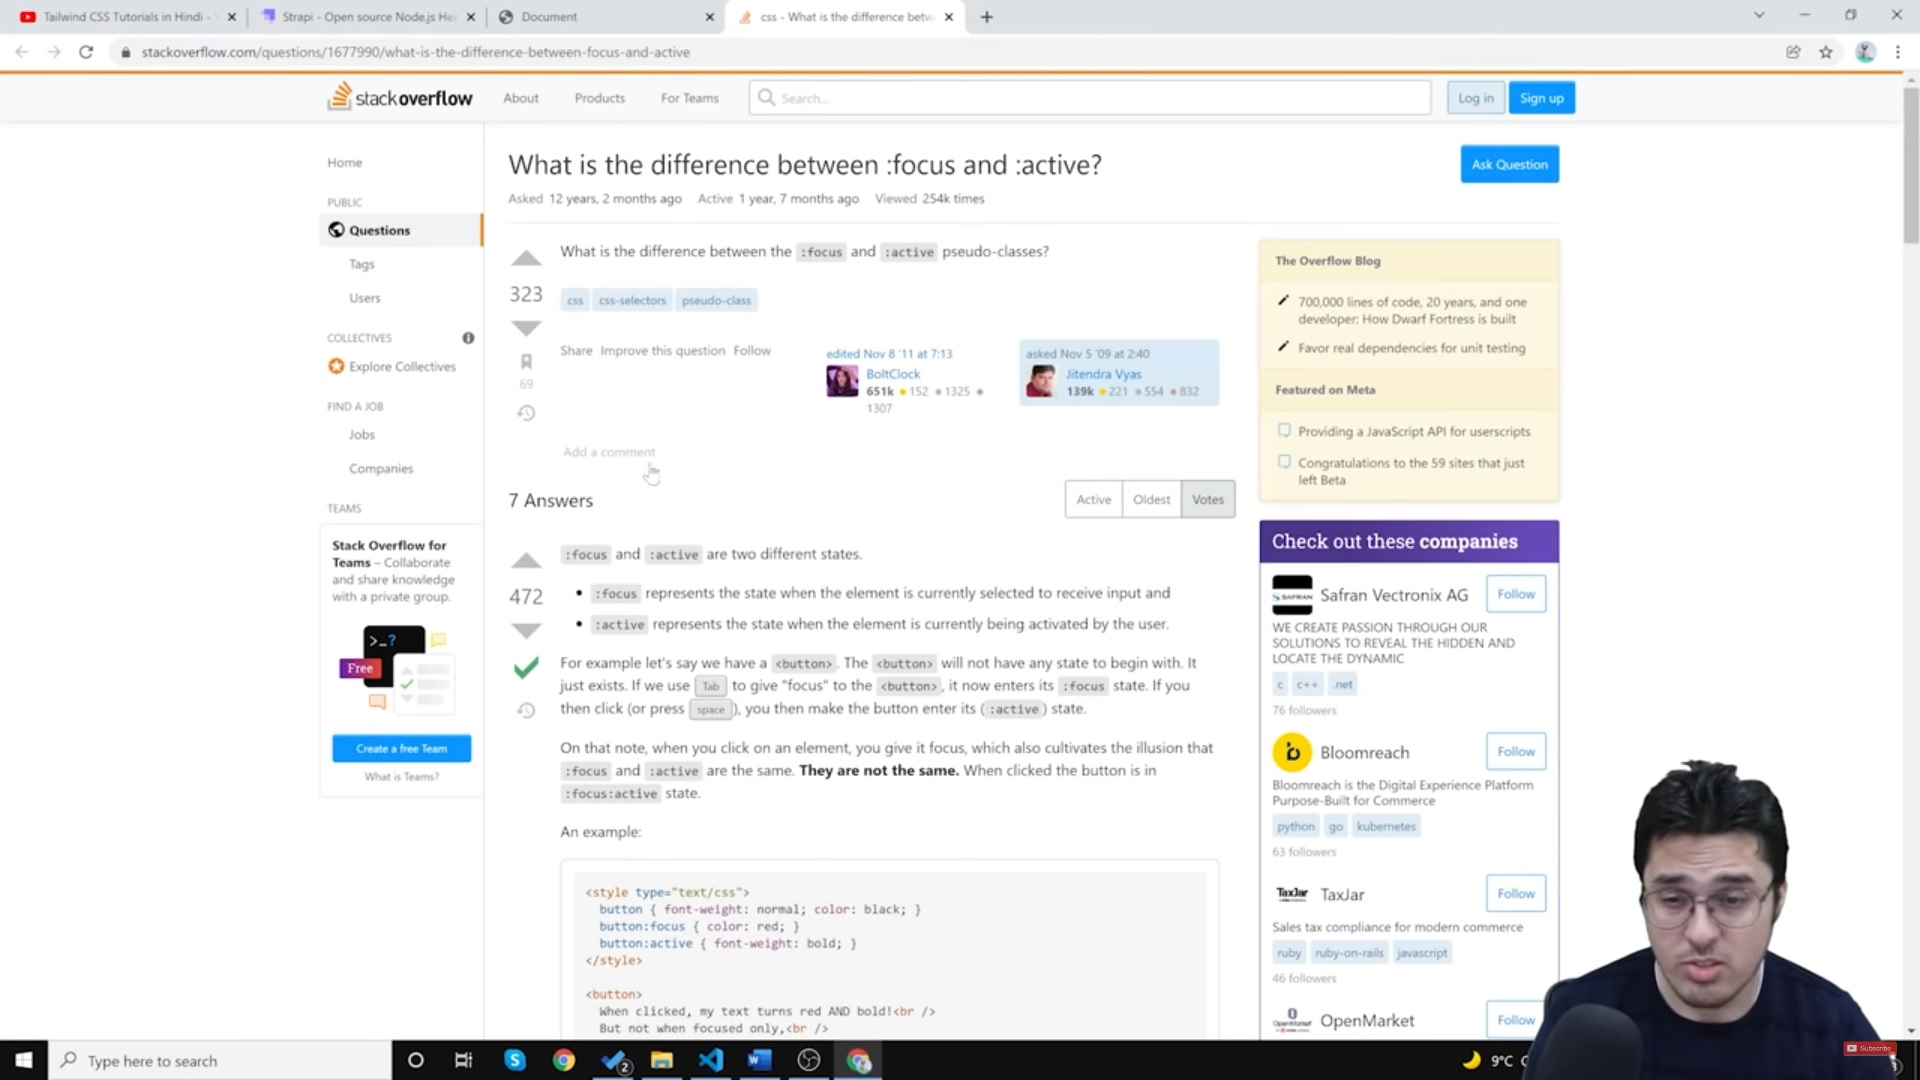 Tailwind CSS Tutorials in Hindi -
Strapi - Open source Node.js He
Document
css - What is the difference betw
stackoverflow.com/questions/1677990/what-is-the-difference-between-focus-and-active
stackoverflow
About
Products
For Teams
Search...
Log in
Sign up
Home
PUBLIC
Questions
Tags
Users
COLLECTIVES
Explore Collectives
FIND A JOB
Jobs
Companies
TEAMS
Stack Overflow for
Teams – Collaborate
and share knowledge
with a private group.
>_?
Free
Create a free Team
What is Teams?
What is the difference between :focus and :active?
Ask Question
Asked 12 years, 2 months ago Active 1 year, 7 months ago Viewed 254k times
What is the difference between the :focus and :active pseudo-classes?
323
css css-selectors pseudo-class
Share Improve this question Follow
69
edited Nov 8 '11 at 7:13
BoltClock
651k 152 1325
1307
asked Nov 5 '09 at 2:40
Jitendra Vyas
139k 221 554 832
Add a comment
7 Answers
Active Oldest Votes
472
:focus and :active are two different states.
• :focus represents the state when the element is currently selected to receive input and
• :active represents the state when the element is currently being activated by the user.
For example let's say we have a <button>. The <button> will not have any state to begin with. It
just exists. If we use Tab to give "focus" to the <button>, it now enters its :focus state. If you
then click (or press space), you then make the button enter its (:active) state.
On that note, when you click on an element, you give it focus, which also cultivates the illusion that
:focus and :active are the same. They are not the same. When clicked the button is in
:focus:active state.
An example:
<style type="text/css">
button { font-weight: normal; color: black; }
button:focus { color: red; }
button:active { font-weight: bold; }
</style>
<button>
When clicked, my text turns red AND bold!<br />
But not when focused only,<br />
The Overflow Blog
700,000 lines of code, 20 years, and one
developer: How Dwarf Fortress is built
Favor real dependencies for unit testing
Featured on Meta
Providing a JavaScript API for userscripts
Congratulations to the 59 sites that just
left Beta
Check out these companies
SAFRAN
Safran Vectronix AG
Follow
WE CREATE PASSION THROUGH OUR
SOLUTIONS TO REVEAL THE HIDDEN AND
LOCATE THE DYNAMIC
c c++ .net
76 followers
Bloomreach
Follow
Bloomreach is the Digital Experience Platform
Purpose-Built for Commerce
python go kubernetes
63 followers
TaxJar
TaxJar
Follow
Sales tax compliance for modern commerce
ruby ruby-on-rails javascript
46 followers
OpenMarket
OpenMarket
Follow
Type here to search
2
9°C
Subscribe